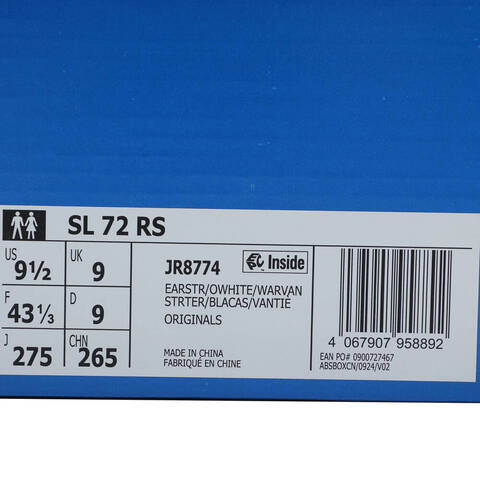 SL 72 RS
US 9½ UK 9
F 43⅓ D 9
J 275 CHN 265
JR8774 Inside
EARSTR/OWHITE/WARVAN
STRTER/BLACAS/VANTIÉ
ORIGINALS
MADE IN CHINA
FABRIQUÉ EN CHINE
4 067907 958892
EAN PO# 0900727467
ABSBOXCN/0924/V02